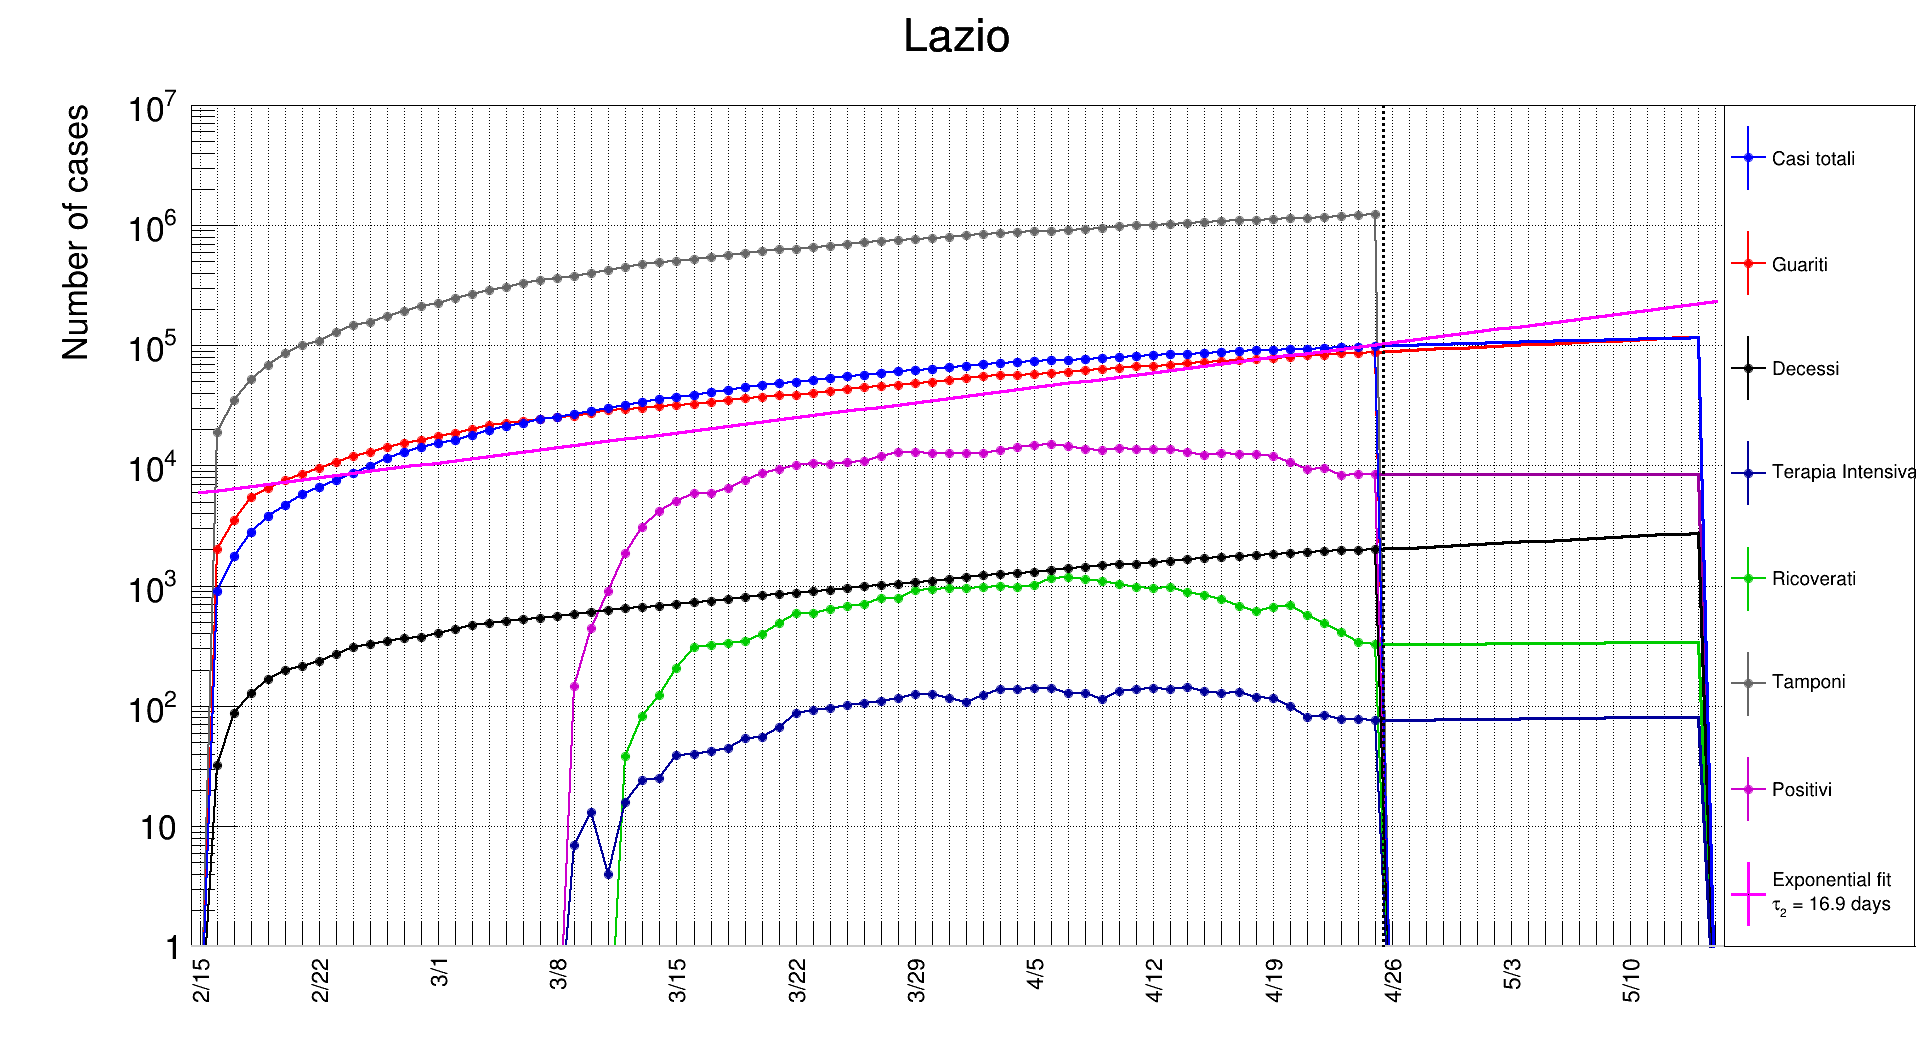 Lazio
Number of cases
10^7
10^6
10^5
10^4
10^3
10^2
10
1
2/15
2/22
3/1
3/8
3/15
3/22
3/29
4/5
4/12
4/19
4/26
5/3
5/10
Casi totali
Guariti
Decessi
Terapia Intensiva
Ricoverati
Tamponi
Positivi
Exponential fit
τ_2 = 16.9 days